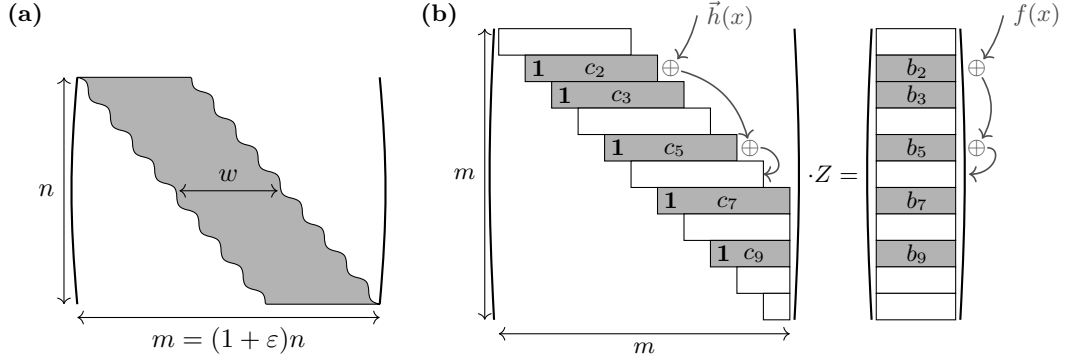 (a)
n
w
m = (1 + ε)n
(b)
m
1 c₂
1 c₃
1 c₅
1 c₇
1 c₉
⊕
⊕
h⃗(x)
m
·Z =
b₂
b₃
b₅
b₇
b₉
⊕
⊕
f(x)